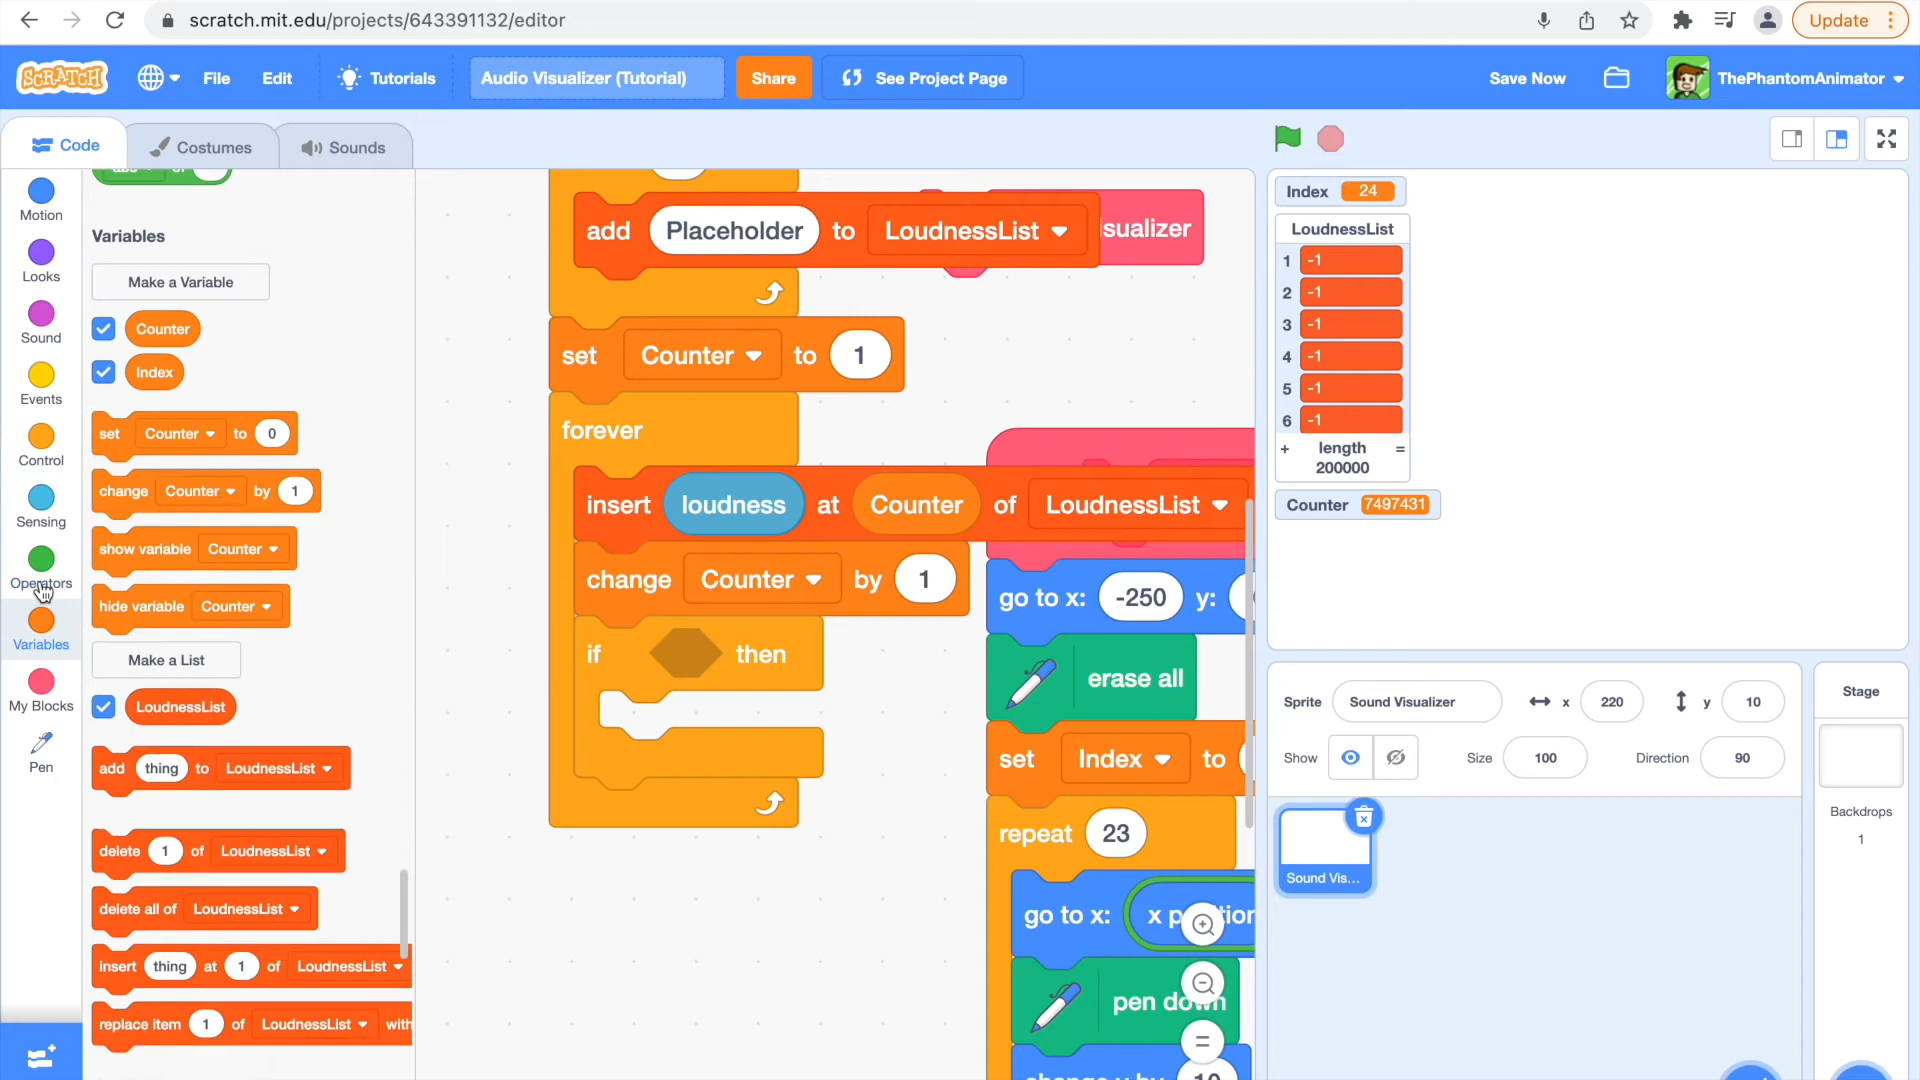 scratch.mit.edu/projects/643391132/editor
Update
SCRATCH
File
Edit
Tutorials
Audio Visualizer (Tutorial)
Share
See Project Page
Save Now
ThePhantomAnimator
Code
Costumes
Sounds
Motion
Looks
Sound
Events
Control
Sensing
Operators
Variables
My Blocks
Pen
Variables
Make a Variable
Counter
Index
set Counter to 0
change Counter by 1
show variable Counter
hide variable Counter
Make a List
LoudnessList
add thing to LoudnessList
delete 1 of LoudnessList
delete all of LoudnessList
insert thing at 1 of LoudnessList
replace item 1 of LoudnessList with
add Placeholder to LoudnessList
sualizer
set Counter to 1
forever
insert loudness at Counter of LoudnessList
change Counter by 1
if then
go to x: -250 y:
erase all
set Index to
repeat 23
go to x:
pen down
Index 24
LoudnessList
1 -1
2 -1
3 -1
4 -1
5 -1
6 -1
+ length =
200000
Counter 7497431
Sprite Sound Visualizer x 220 y 10
Show Size 100 Direction 90
Sound Vis...
Stage
Backdrops
1